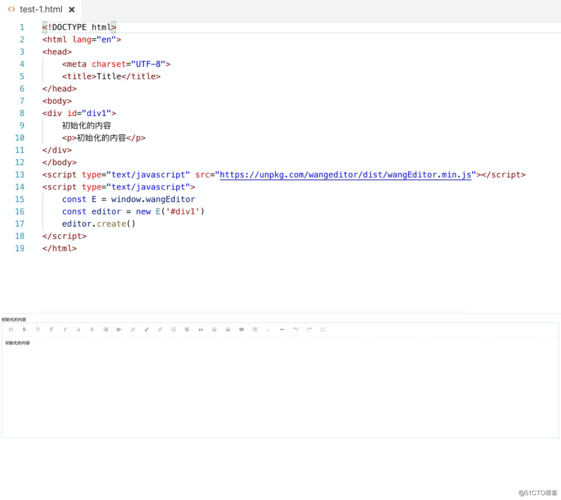 test-1.html
1 <!DOCTYPE html>
2 <html lang="en">
3 <head>
4 <meta charset="UTF-8">
5 <title>Title</title>
6 </head>
7 <body>
8 <div id="div1">
9 初始化的内容
10 <p>初始化的内容</p>
11 </div>
12 </body>
13 <script type="text/javascript" src="https://unpkg.com/wangeditor/dist/wangEditor.min.js"></script>
14 <script type="text/javascript">
15 const E = window.wangEditor
16 const editor = new E('#div1')
17 editor.create()
18 </script>
19 </html>
初始化的内容
初始化的内容
@51CTO博客